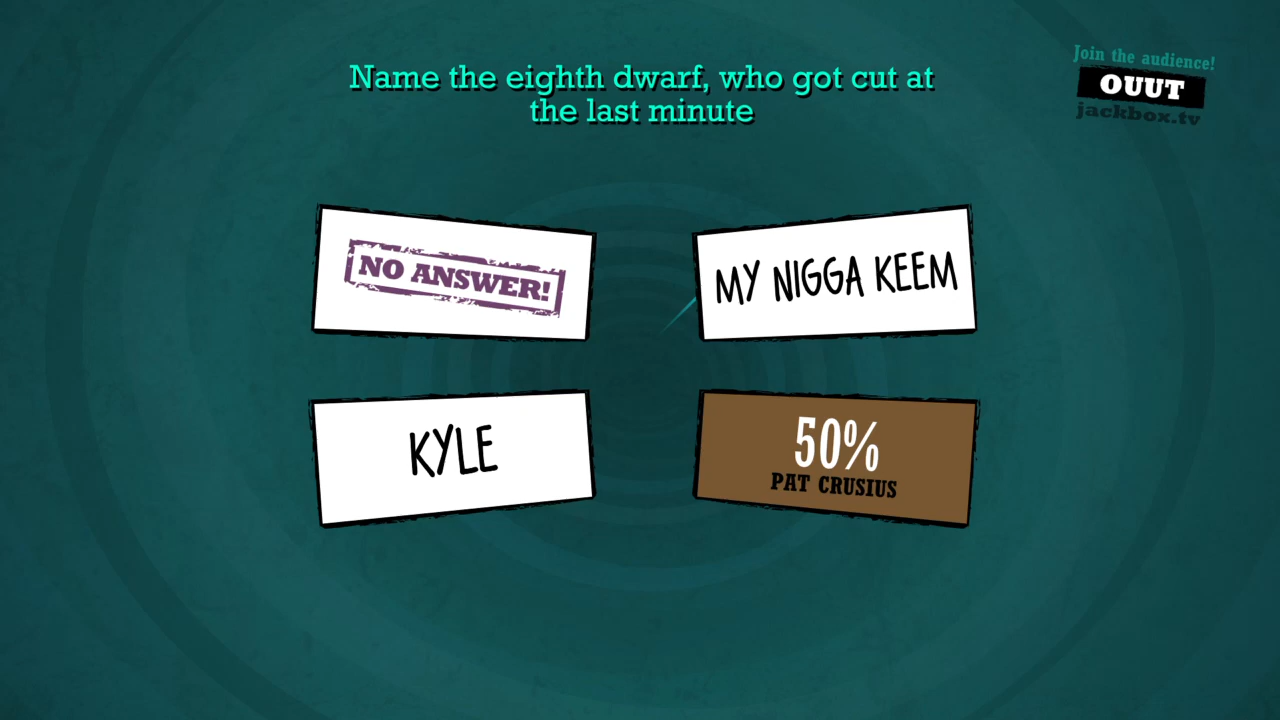 Name the eighth dwarf, who got cut at
the last minute
Join the audience!
OUUT
jackbox.tv
NO ANSWER!
MY NIGGA KEEM
KYLE
50%
PAT CRUSIUS